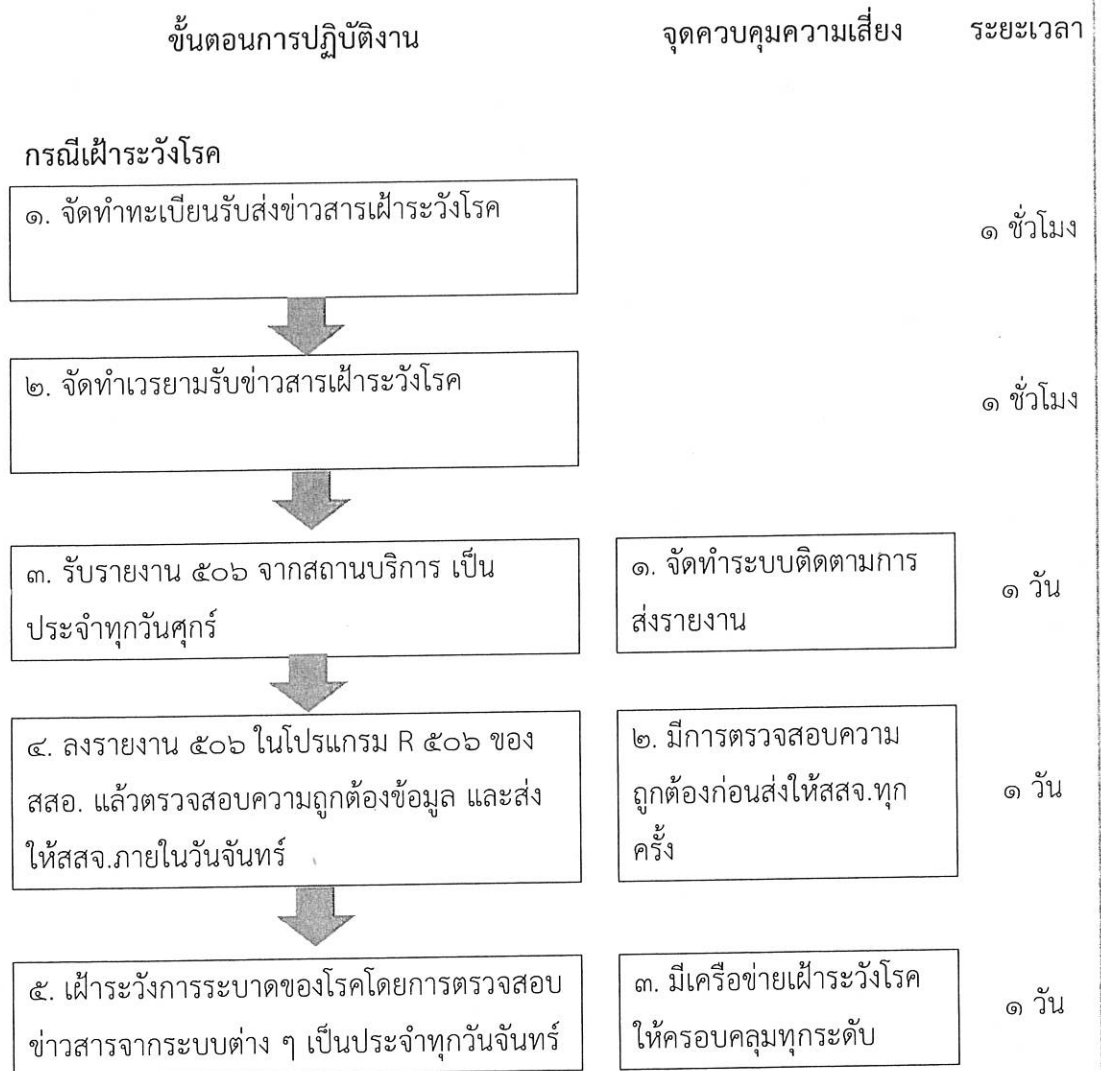 ขั้นตอนการปฏิบัติงาน จุดควบคุมความเสี่ยง ระยะเวลา
กรณีเฝ้าระวังโรค
๑. จัดทำทะเบียนรับส่งข่าวสารเฝ้าระวังโรค
๑ ชั่วโมง
๒. จัดทำเวรยามรับข่าวสารเฝ้าระวังโรค
๑ ชั่วโมง
๓. รับรายงาน ๕๐๖ จากสถานบริการ เป็น
ประจำทุกวันศุกร์
๑. จัดทำระบบติดตามการ
ส่งรายงาน
๑ วัน
๔. ลงรายงาน ๕๐๖ ในโปรแกรม R ๕๐๖ ของ
สสอ. แล้วตรวจสอบความถูกต้องข้อมูล และส่ง
ให้สสจ.ภายในวันจันทร์
๒. มีการตรวจสอบความ
ถูกต้องก่อนส่งให้สสจ.ทุก
ครั้ง
๑ วัน
๕. เฝ้าระวังการระบาดของโรคโดยการตรวจสอบ
ข่าวสารจากระบบต่าง ๆ เป็นประจำทุกวันจันทร์
๓. มีเครือข่ายเฝ้าระวังโรค
ให้ครอบคลุมทุกระดับ
๑ วัน